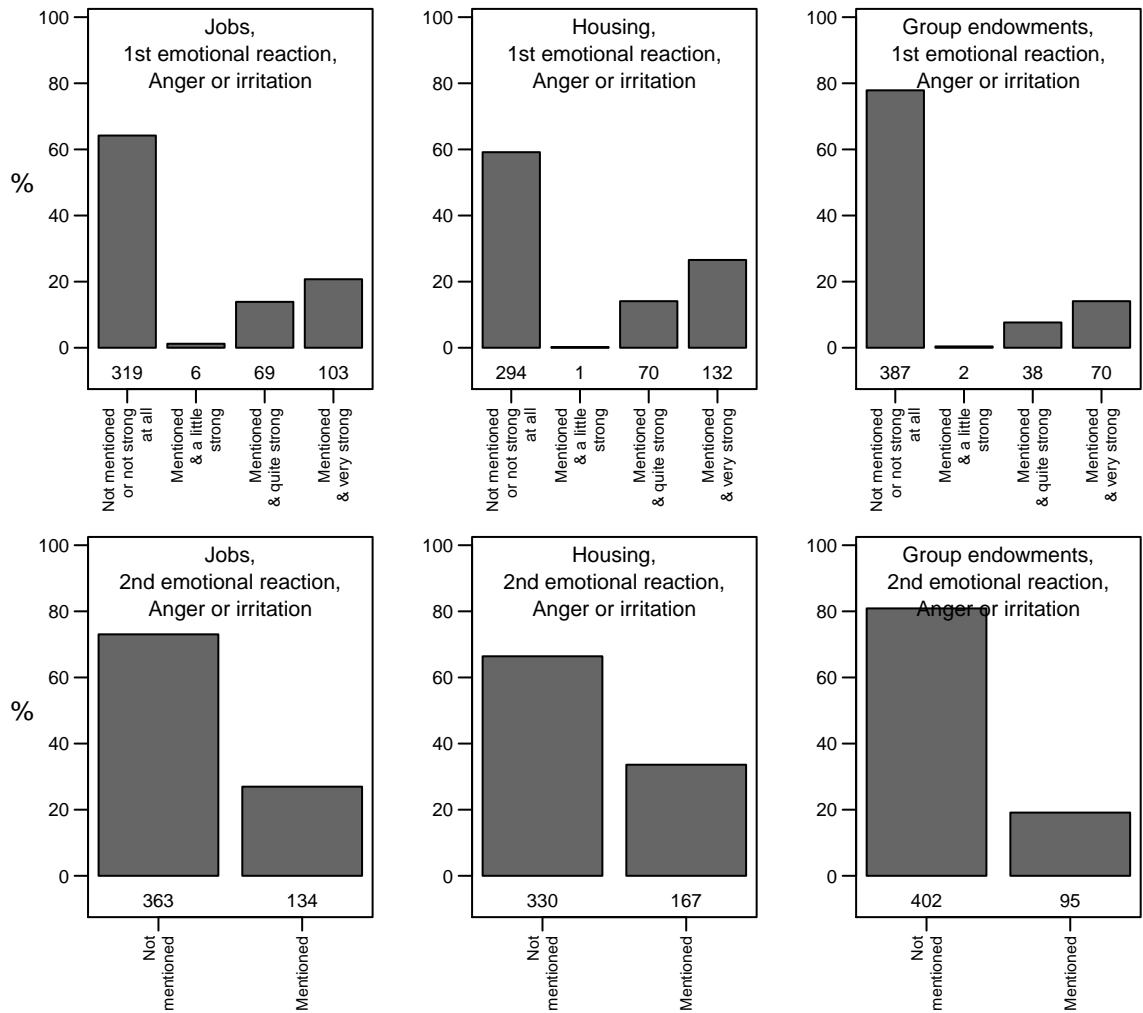 Jobs,
1st emotional reaction,
Anger or irritation
100
80
60
40
20
0
%
319 6 69 103
Not mentioned
or not strong
at all
Mentioned
& a little
strong
Mentioned
& quite strong
Mentioned
& very strong
Housing,
1st emotional reaction,
Anger or irritation
100
80
60
40
20
0
294 1 70 132
Not mentioned
or not strong
at all
Mentioned
& a little
strong
Mentioned
& quite strong
Mentioned
& very strong
Group endowments,
1st emotional reaction,
Anger or irritation
100
80
60
40
20
0
387 2 38 70
Not mentioned
or not strong
at all
Mentioned
& a little
strong
Mentioned
& quite strong
Mentioned
& very strong
Jobs,
2nd emotional reaction,
Anger or irritation
100
80
60
40
20
0
%
363 134
Not
mentioned
Mentioned
Housing,
2nd emotional reaction,
Anger or irritation
100
80
60
40
20
0
330 167
Not
mentioned
Mentioned
Group endowments,
2nd emotional reaction,
Anger or irritation
100
80
60
40
20
0
402 95
Not
mentioned
Mentioned